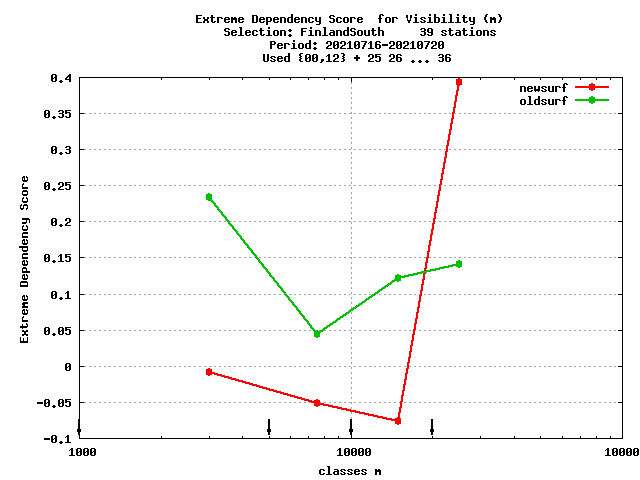 Extreme Dependency Score  for Visibility (m)
Selection: FinlandSouth     39 stations
Period: 20210716-20210720
Used {00,12} + 25 26 ... 36
newsurf
oldsurf
Extreme Dependency Score
0.4
0.35
0.3
0.25
0.2
0.15
0.1
0.05
0
-0.05
-0.1
1000 10000 10000
classes m